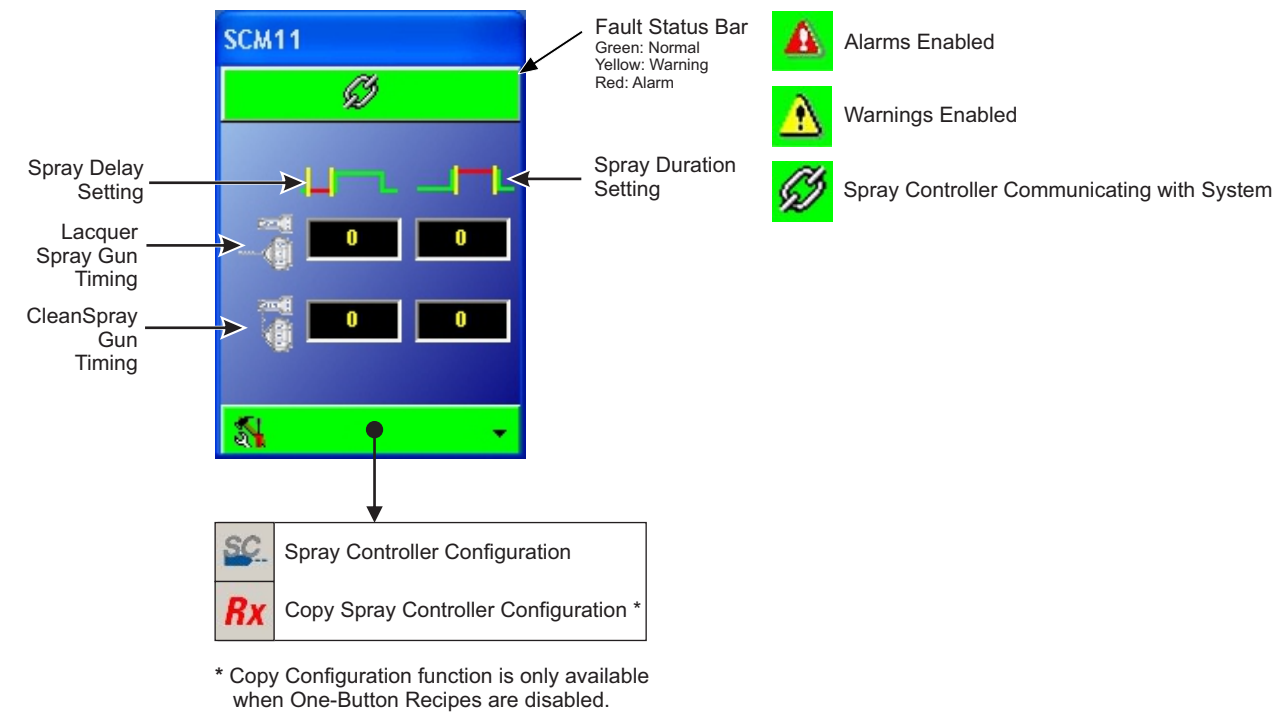 SCM11
Fault Status Bar
Green: Normal
Yellow: Warning
Red: Alarm
Alarms Enabled
Warnings Enabled
Spray Controller Communicating with System
Spray Delay
Setting
Spray Duration
Setting
Lacquer
Spray Gun
Timing
0 0
CleanSpray
Gun
Timing
0 0
SC
Spray Controller Configuration
Rx
Copy Spray Controller Configuration *
* Copy Configuration function is only available
when One-Button Recipes are disabled.